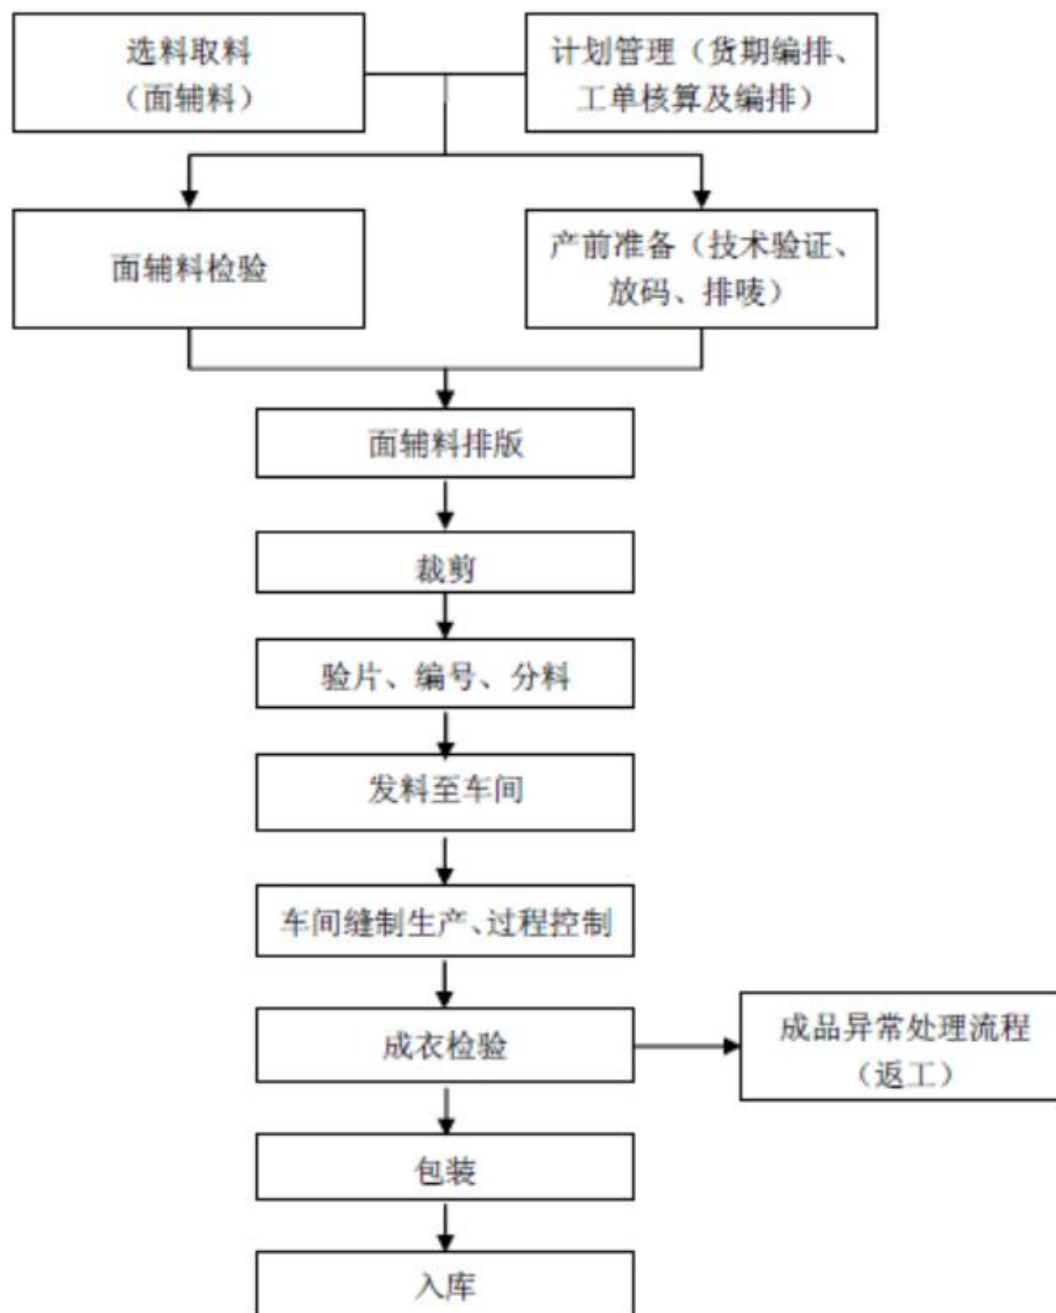 选料取料
（面辅料）
计划管理（货期编排、
工单核算及编排）
面辅料检验
产前准备（技术验证、
放码、排唛）
面辅料排版
裁剪
验片、编号、分料
发料至车间
车间缝制生产、过程控制
成衣检验
成品异常处理流程
（返工）
包装
入库